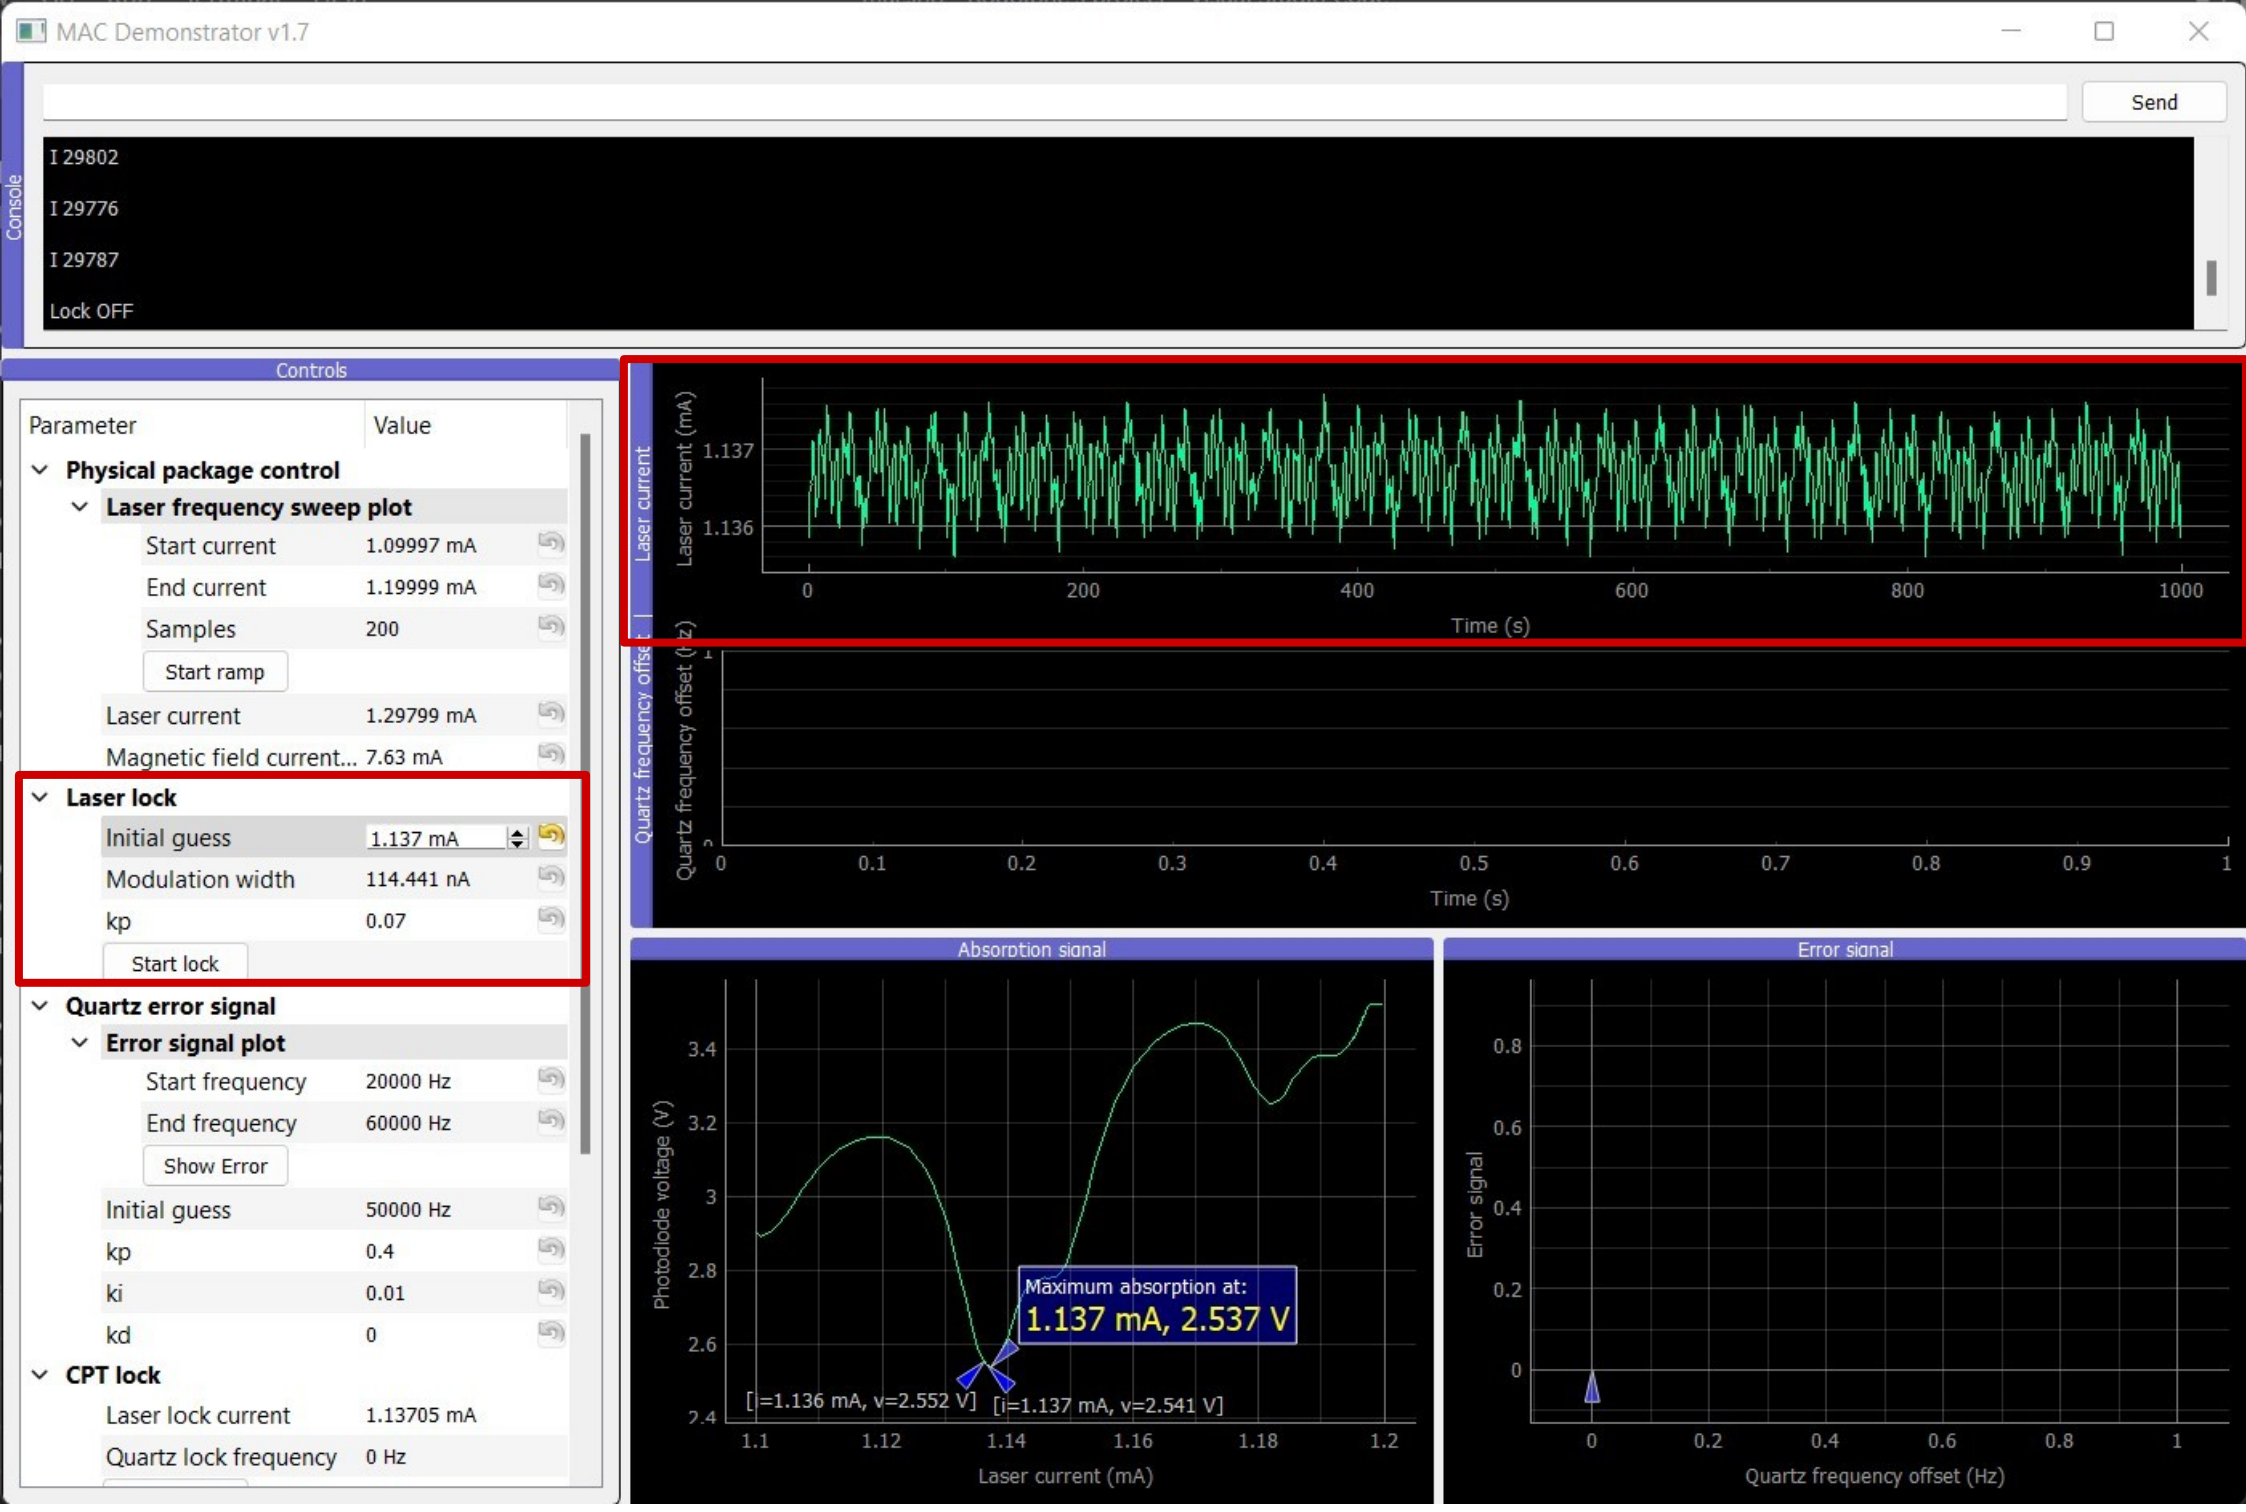 MAC Demonstrator v1.7
Send
Console
I 29802
I 29776
I 29787
Lock OFF
Controls
Parameter Value
Physical package control
Laser frequency sweep plot
Start current 1.09997 mA
End current 1.19999 mA
Samples 200
Start ramp
Laser current 1.29799 mA
Magnetic field current... 7.63 mA
Laser lock
Initial guess 1.137 mA
Modulation width 114.441 nA
kp 0.07
Start lock
Quartz error signal
Error signal plot
Start frequency 20000 Hz
End frequency 60000 Hz
Show Error
Initial guess 50000 Hz
kp 0.4
ki 0.01
kd 0
CPT lock
Laser lock current 1.13705 mA
Quartz lock frequency 0 Hz
Laser current
Laser current (mA)
1.137
1.136
0 200 400 600 800 1000
Time (s)
Quartz frequency offset
Quartz frequency offset (Hz)
1
0
0 0.1 0.2 0.3 0.4 0.5 0.6 0.7 0.8 0.9 1
Time (s)
Absorption signal
Photodiode voltage (V)
3.4
3.2
3
2.8
2.6
2.4
Maximum absorption at:
1.137 mA, 2.537 V
[i=1.136 mA, v=2.552 V] [i=1.137 mA, v=2.541 V]
1.1 1.12 1.14 1.16 1.18 1.2
Laser current (mA)
Error signal
Error signal
0.8
0.6
0.4
0.2
0
0 0.2 0.4 0.6 0.8 1
Quartz frequency offset (Hz)